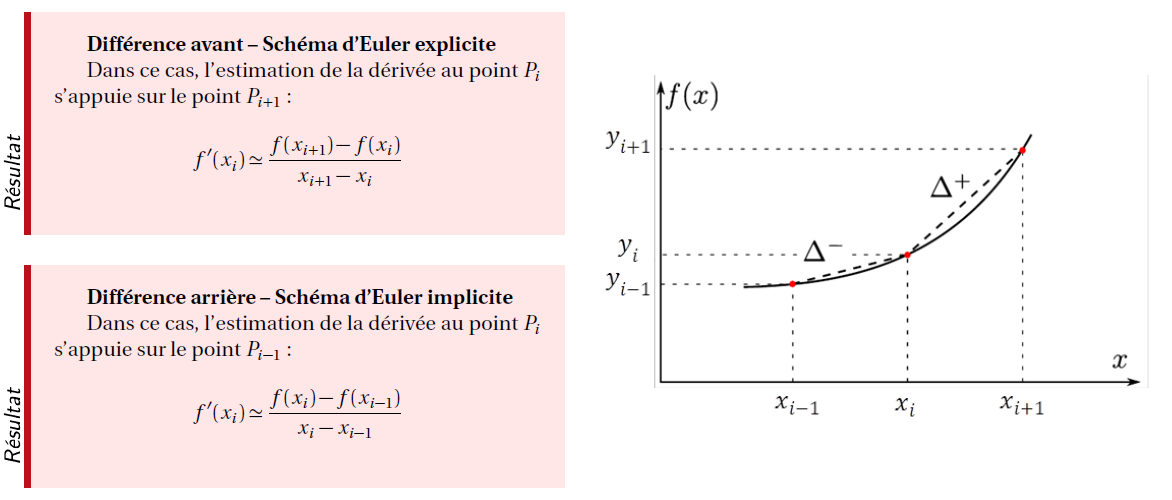 Différence avant – Schéma d'Euler explicite
Dans ce cas, l'estimation de la dérivée au point P_i
s'appuie sur le point P_{i+1} :
f′(x_i) ≃ \frac{f(x_{i+1}) − f(x_i)}{x_{i+1} − x_i}
Résultat
Différence arrière – Schéma d'Euler implicite
Dans ce cas, l'estimation de la dérivée au point P_i
s'appuie sur le point P_{i−1} :
f′(x_i) ≃ \frac{f(x_i) − f(x_{i−1})}{x_i − x_{i−1}}
Résultat
f(x)
y_{i+1}
Δ^+
y_i
Δ^−
y_{i−1}
x
x_{i−1} x_i x_{i+1}